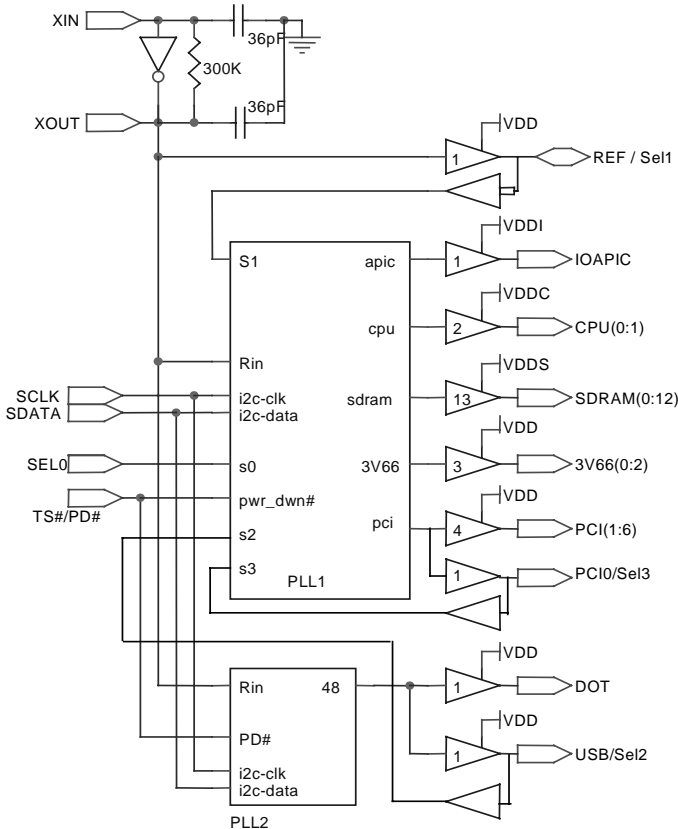 XIN
36pF
300K
36pF
XOUT
VDD
1
REF / Sel1
VDDI
S1
apic
1
IOAPIC
VDDC
cpu
2
CPU(0:1)
VDDS
Rin
SCLK
i2c-clk
sdram
13
SDRAM(0:12)
SDATA
i2c-data
VDD
SEL0
s0
3V66
3
3V66(0:2)
VDD
pwr_dwn#
TS#/PD#
pci
4
PCI(1:6)
s2
s3
1
PCI0/Sel3
PLL1
VDD
Rin
48
1
DOT
VDD
PD#
1
USB/Sel2
i2c-clk
i2c-data
PLL2